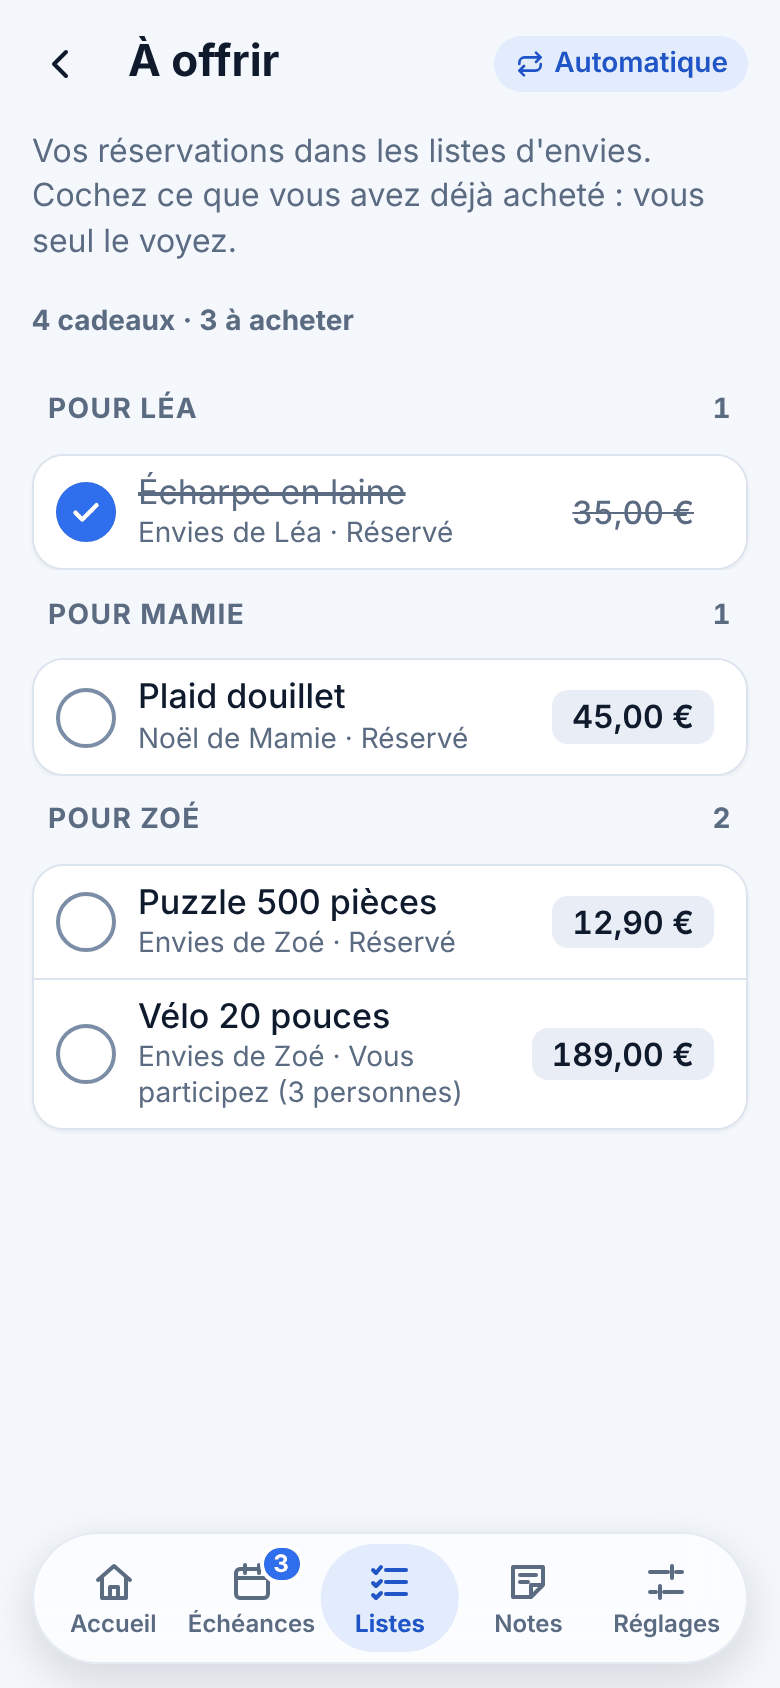 À offrir
Automatique
Vos réservations dans les listes d'envies.
Cochez ce que vous avez déjà acheté : vous
seul le voyez.
4 cadeaux · 3 à acheter
POUR LÉA 1
Écharpe en laine
Envies de Léa · Réservé
35,00 €
POUR MAMIE 1
Plaid douillet
Noël de Mamie · Réservé
45,00 €
POUR ZOÉ 2
Puzzle 500 pièces
Envies de Zoé · Réservé
12,90 €
Vélo 20 pouces
Envies de Zoé · Vous
participez (3 personnes)
189,00 €
3
Accueil Échéances Listes Notes Réglages